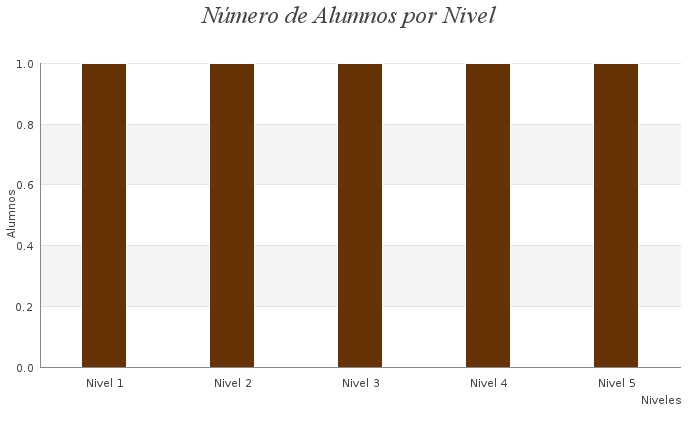 Número de Alumnos por Nivel
1.0
0.8
0.6
0.4
0.2
0.0
Alumnos
Nivel 1
Nivel 2
Nivel 3
Nivel 4
Nivel 5
Niveles